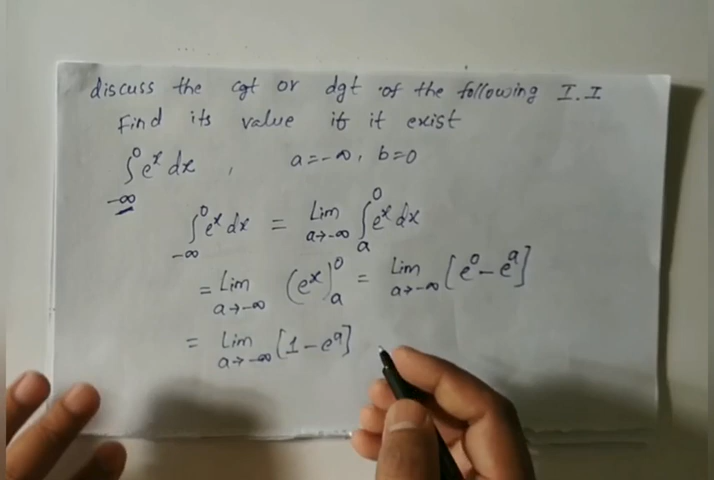 discuss the cgt or dgt of the following I.I
Find its value if it exist
∫_{-∞}^{0} e^x dx , a=-∞, b=0
∫_{-∞}^{0} e^x dx = Lim_{a→-∞} ∫_{a}^{0} e^x dx
= Lim_{a→-∞} (e^x)_{a}^{0} = Lim_{a→-∞} [e^0 - e^a]
= Lim_{a→-∞} [1 - e^a]